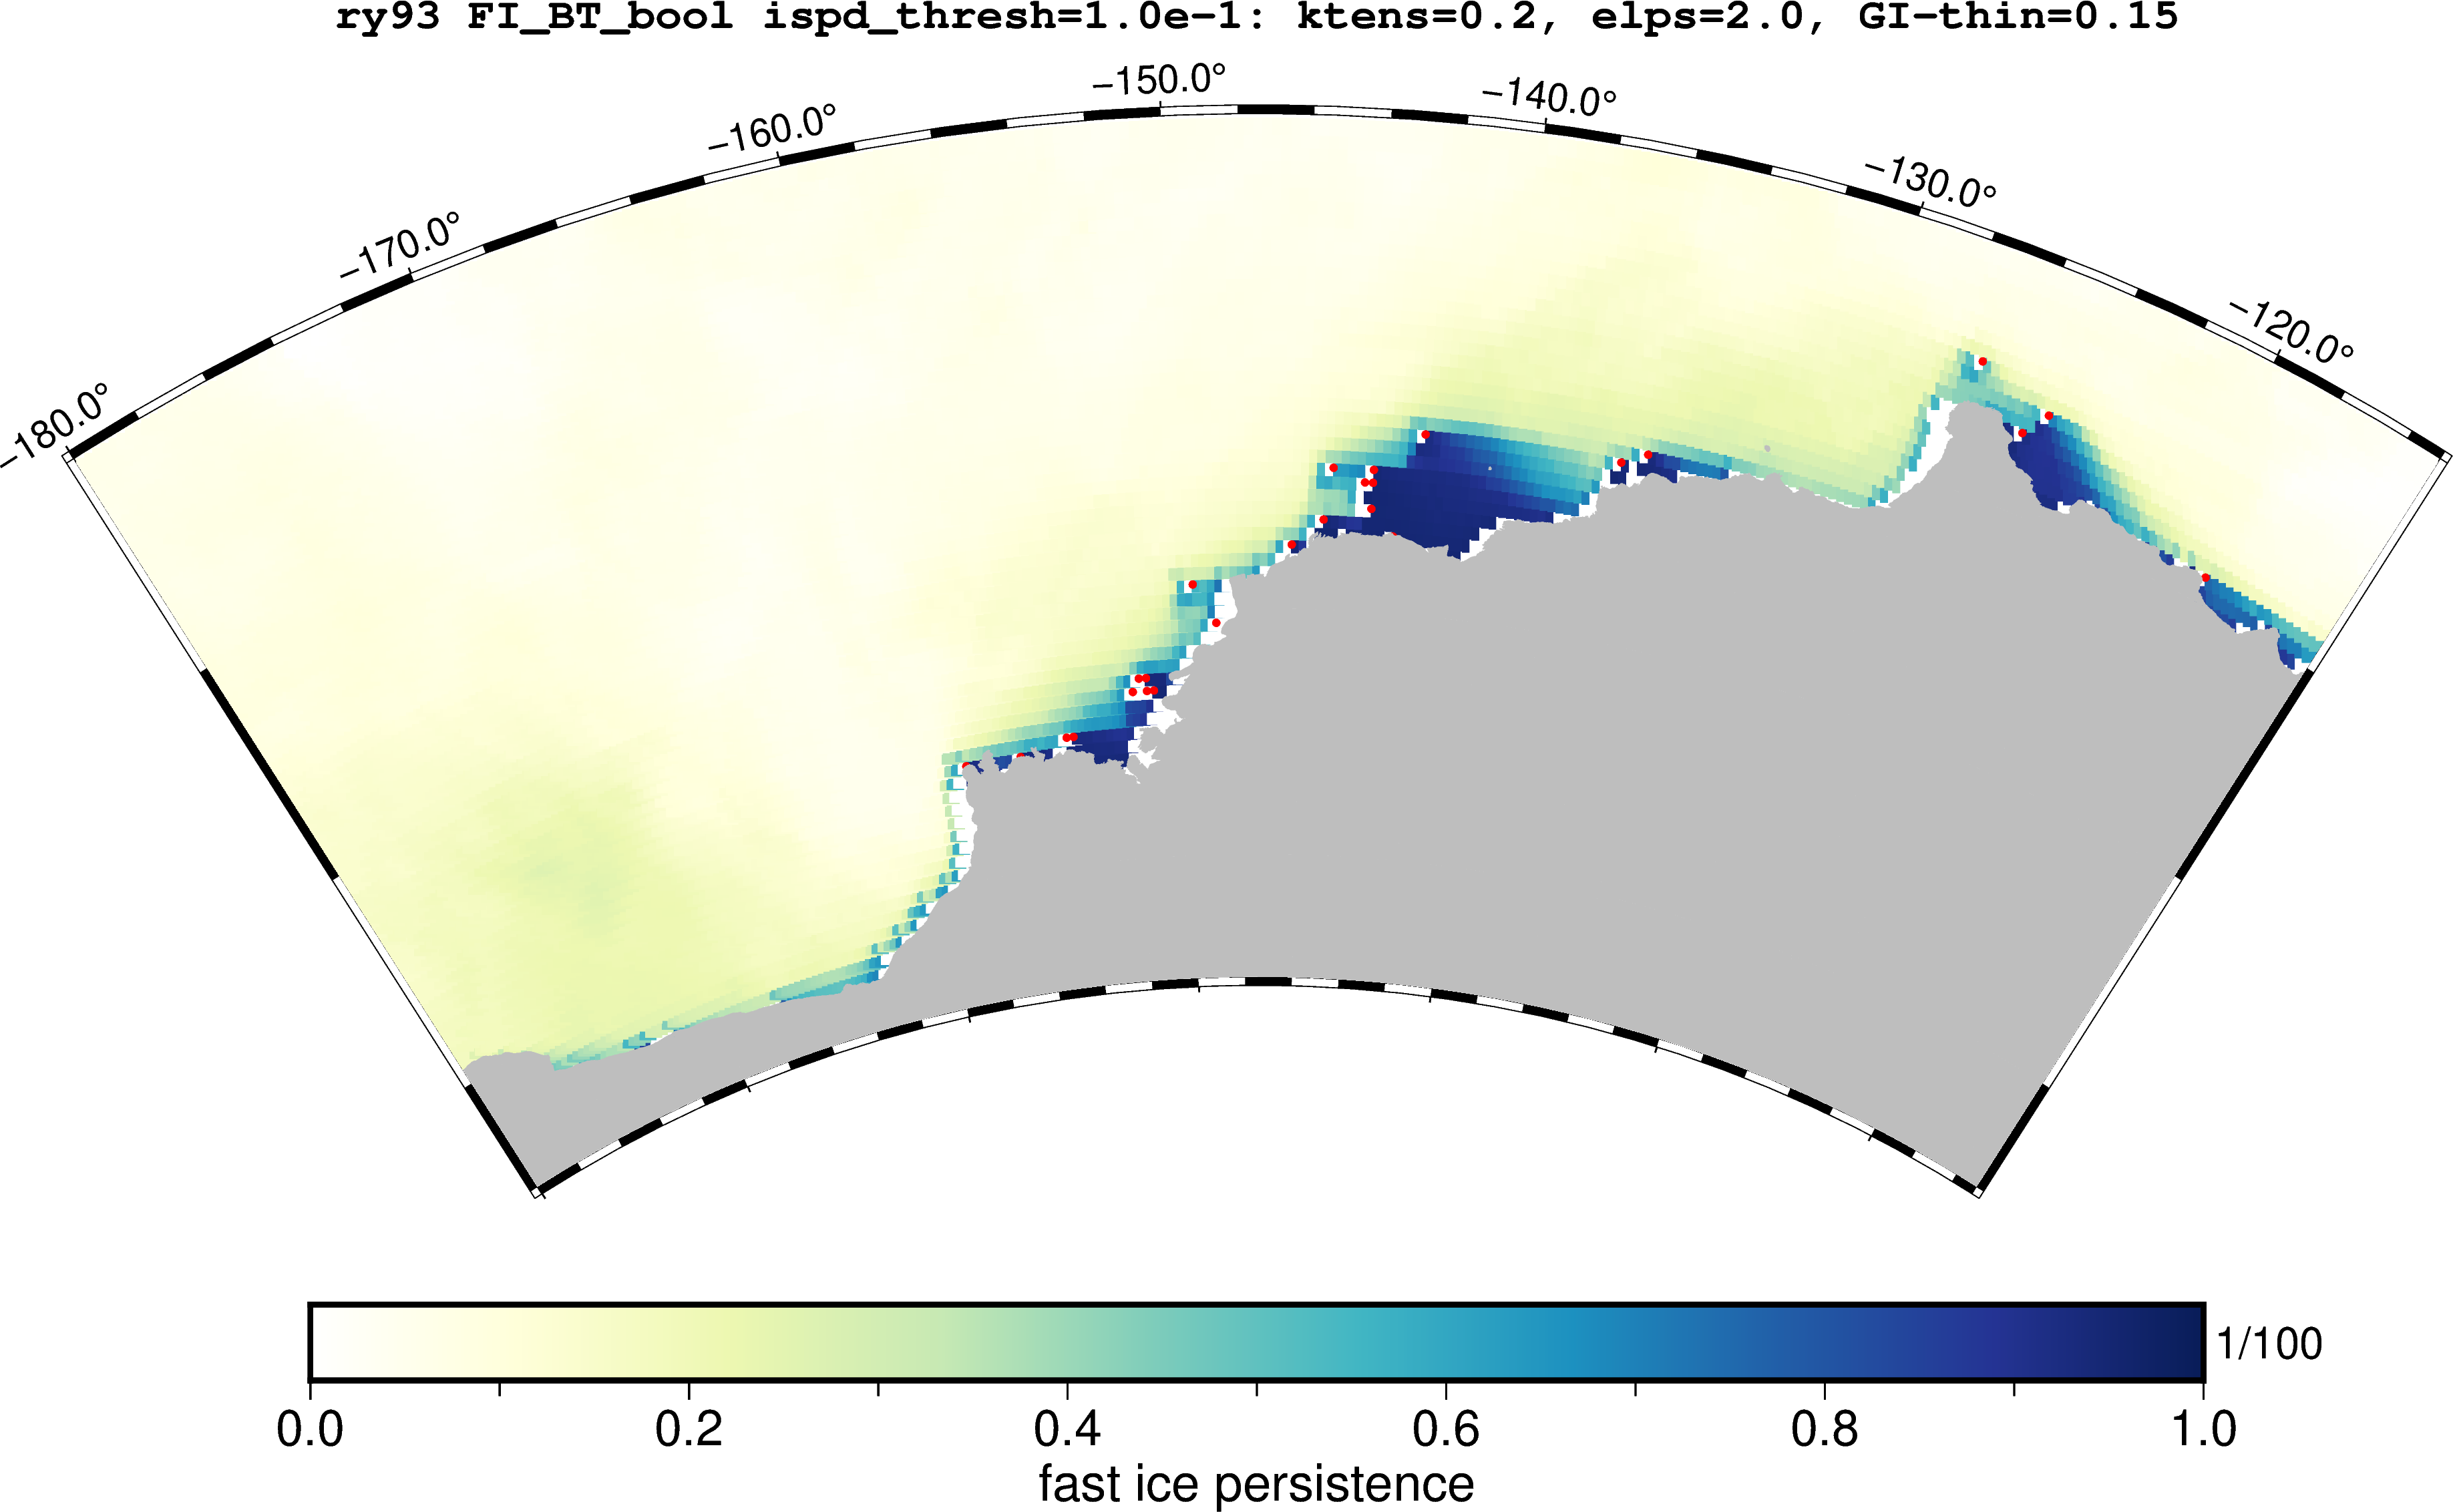 ry93 FI_BT_bool ispd_thresh=1.0e-1: ktens=0.2, elps=2.0, GI-thin=0.15
-180.0°
-170.0°
-160.0°
-150.0°
-140.0°
-130.0°
-120.0°
1/100
0.0 0.2 0.4 0.6 0.8 1.0
fast ice persistence